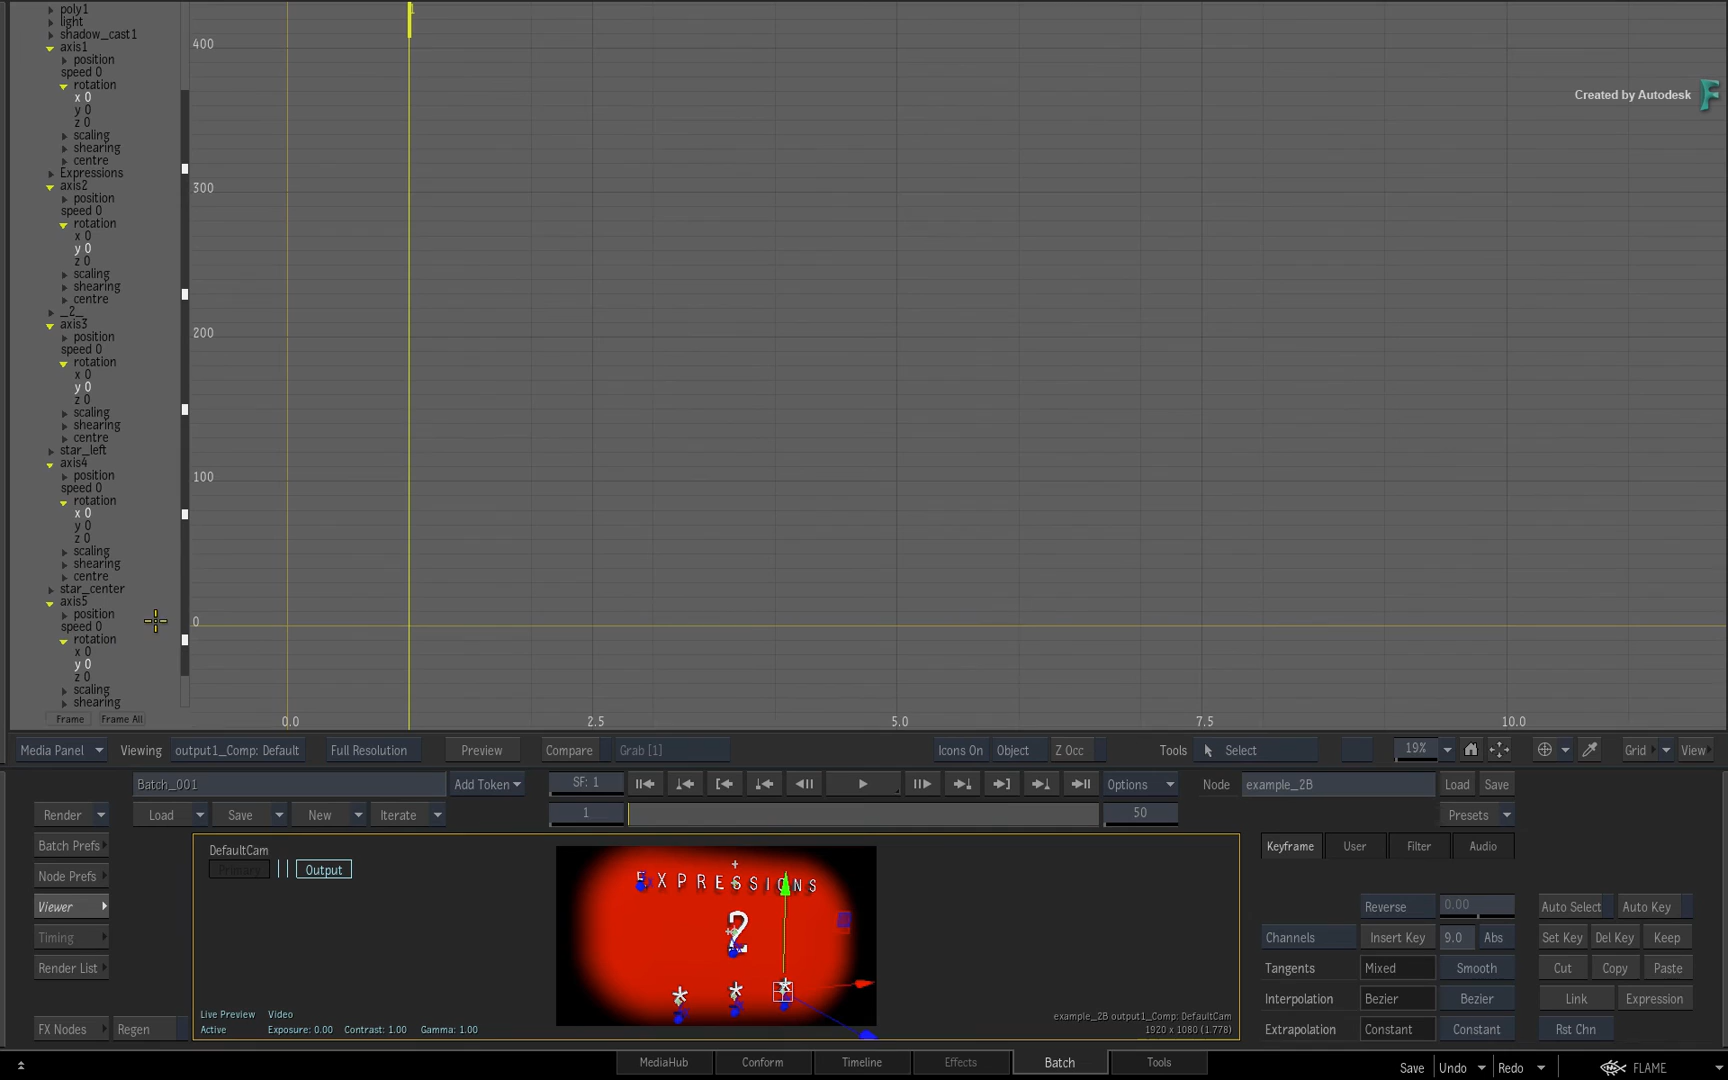 poly1
light
shadow_cast1
axis1
position
speed 0
rotation
x 0
y 0
z 0
scaling
shearing
centre
Expressions
axis2
position
speed 0
rotation
x 0
y 0
z 0
scaling
shearing
centre
_2_
axis3
position
speed 0
rotation
x 0
y 0
z 0
scaling
shearing
centre
star_left
axis4
position
speed 0
rotation
x 0
y 0
z 0
scaling
shearing
centre
star_center
axis5
position
speed 0
rotation
x 0
y 0
z 0
scaling
shearing
Frame Frame All
1
400
300
200
100
0
0.0 2.5 5.0 7.5 10.0
Created by Autodesk
Media Panel Viewing output1_Comp: Default Full Resolution Preview Compare Grab [1] Icons On Object Z Occ Tools Select 19% Grid View
Batch_001 Add Token SF: 1 Options Node example_2B Load Save
Render Load Save New Iterate 1 50 Presets
Batch Prefs
Node Prefs
Viewer
Timing
Render List
FX Nodes Regen
DefaultCam
Primary Output
EXPRESSIONS
2
* * *
Live Preview Video
Active Exposure: 0.00 Contrast: 1.00 Gamma: 1.00
example_2B output1_Comp: DefaultCam
1920 x 1080 (1.778)
Keyframe User Filter Audio
Reverse 0.00 Auto Select Auto Key
Channels Insert Key 9.0 Abs Set Key Del Key Keep
Tangents Mixed Smooth Cut Copy Paste
Interpolation Bezier Bezier Link Expression
Extrapolation Constant Constant Rst Chn
MediaHub Conform Timeline Effects Batch Tools Save Undo Redo FLAME